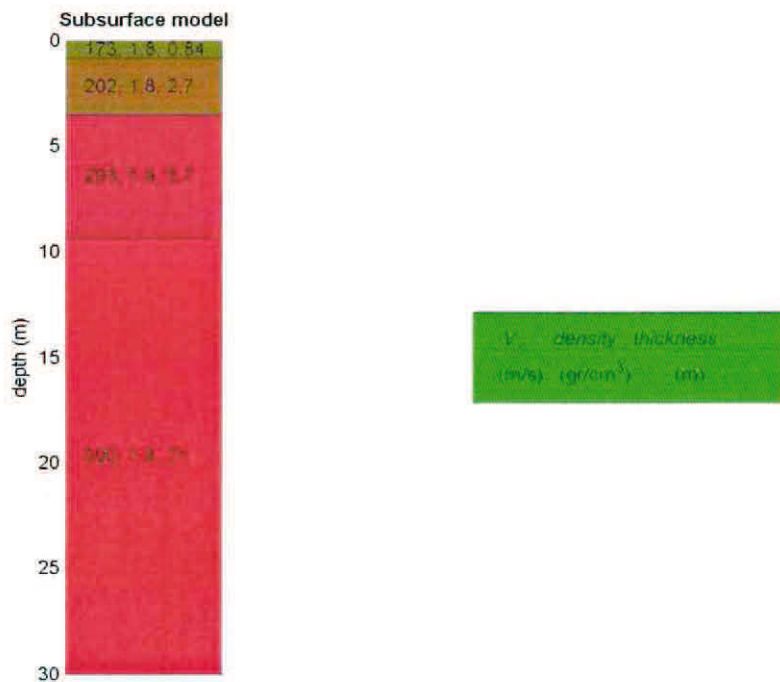 Subsurface model
0
173, 1.8, 0.84
202, 1.8, 2.7
5
10
15
20
25
30
depth (m)
V density thickness
(m/s) (gr/cm³) (m)